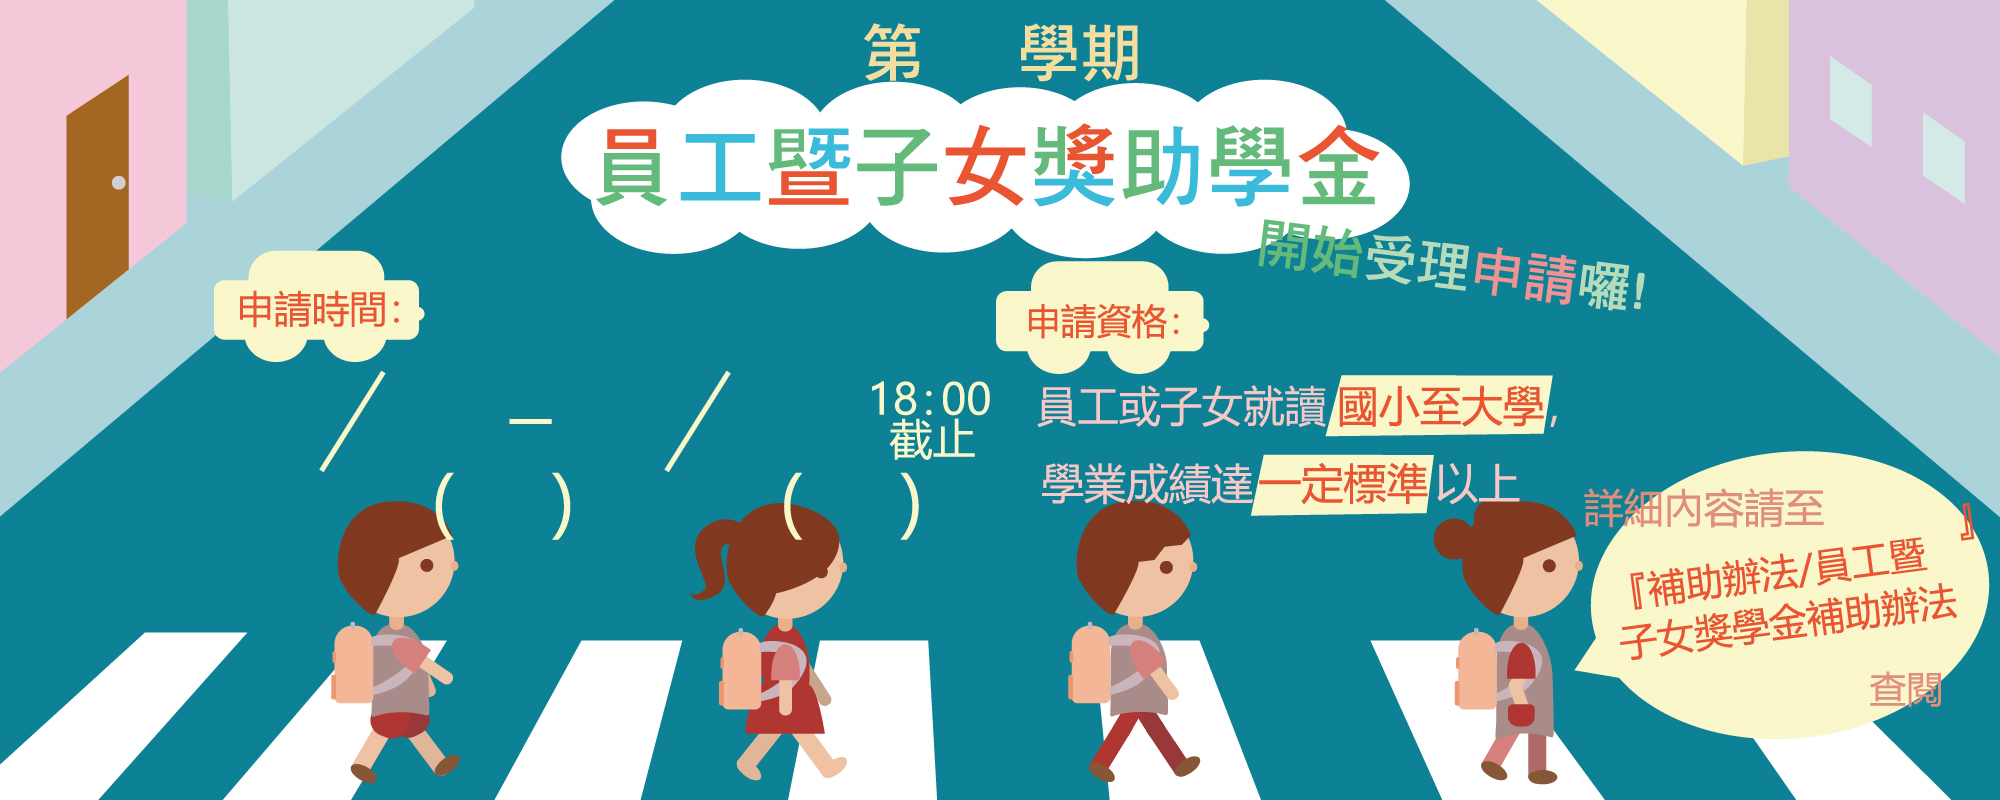 第 學期
員工暨子女獎助學金
開始受理申請囉!
申請時間:
／ － ／ 18:00
截止
( ) ( )
申請資格:
員工或子女就讀國小至大學,
學業成績達一定標準以上
詳細內容請至
『補助辦法/員工暨
子女獎學金補助辦法』
查閱